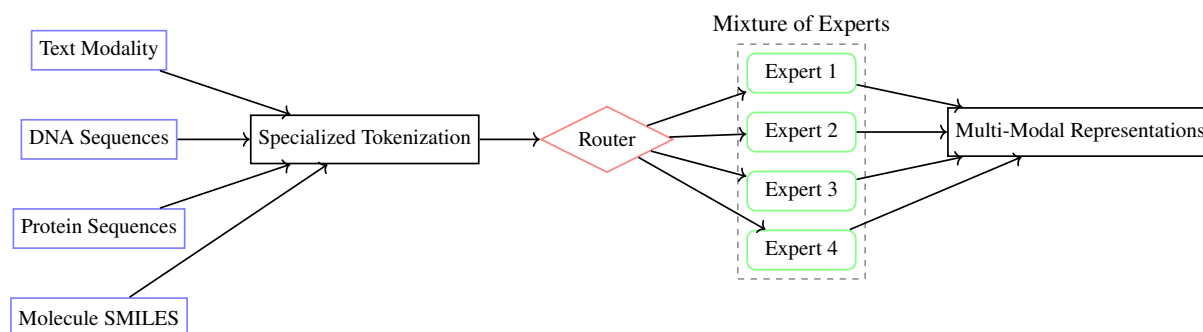 Mixture of Experts
Text Modality
DNA Sequences
Protein Sequences
Molecule SMILES
Specialized Tokenization
Router
Expert 1
Expert 2
Expert 3
Expert 4
Multi-Modal Representations